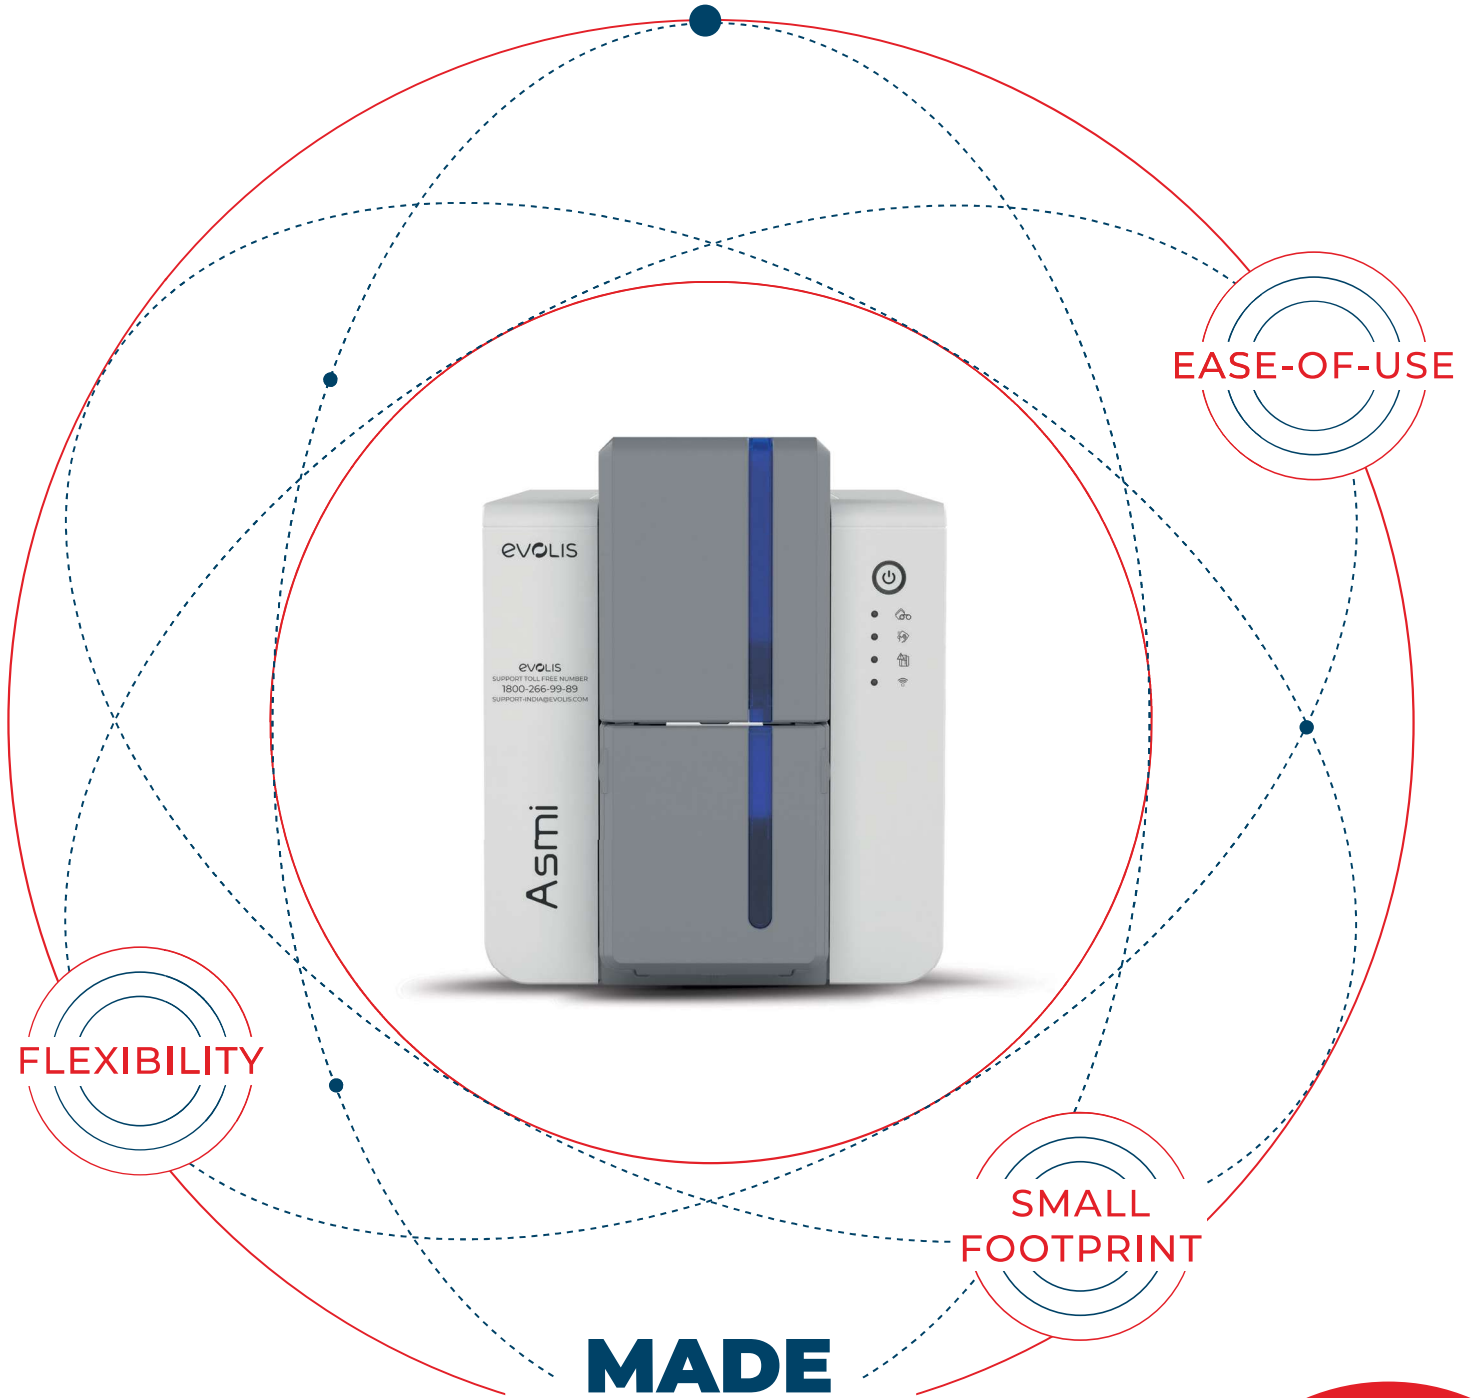 EASE-OF-USE
evolis
evolis
SUPPORT TOLL FREE NUMBER
1800-266-99-89
SUPPORT-INDIA@EVOLIS.COM
Asmi
FLEXIBILITY
SMALL
FOOTPRINT
MADE